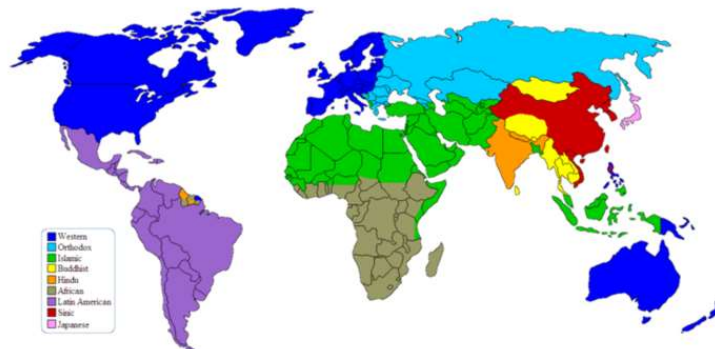 Western
Orthodox
Islamic
Buddhist
Hindu
African
Latin American
Sinic
Japanese